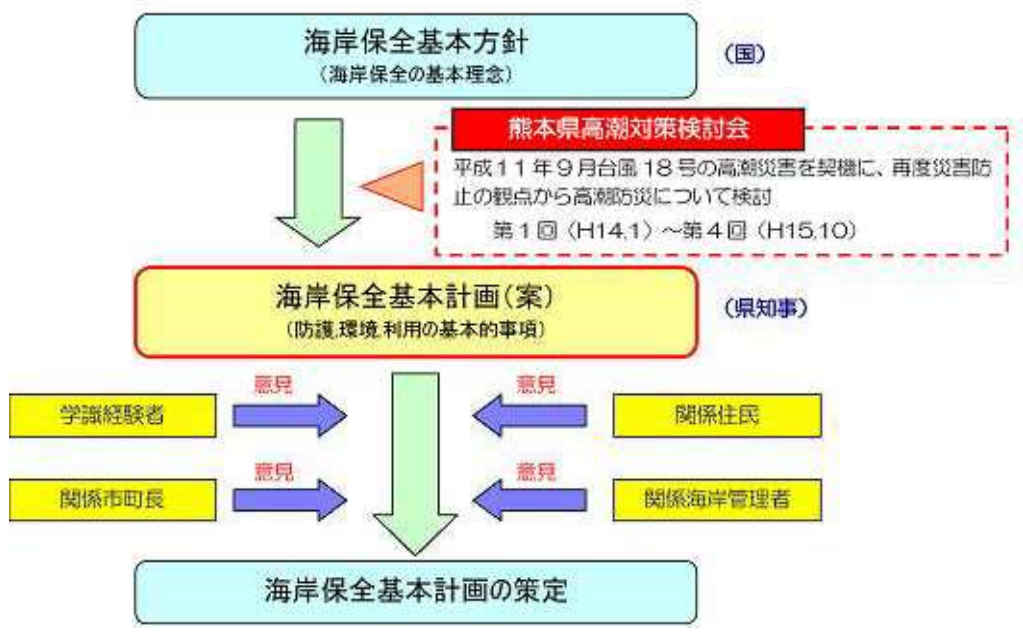 海岸保全基本方針
(海岸保全の基本理念)
(国)
熊本県高潮対策検討会
平成11年9月台風18号の高潮災害を契機に、再度災害防
止の観点から高潮防災について検討
第1回(H14,1)～第4回(H15,10)
海岸保全基本計画(案)
(防護,環境,利用の基本的事項)
(県知事)
意見
意見
学識経験者
関係住民
意見
意見
関係市町長
関係海岸管理者
海岸保全基本計画の策定